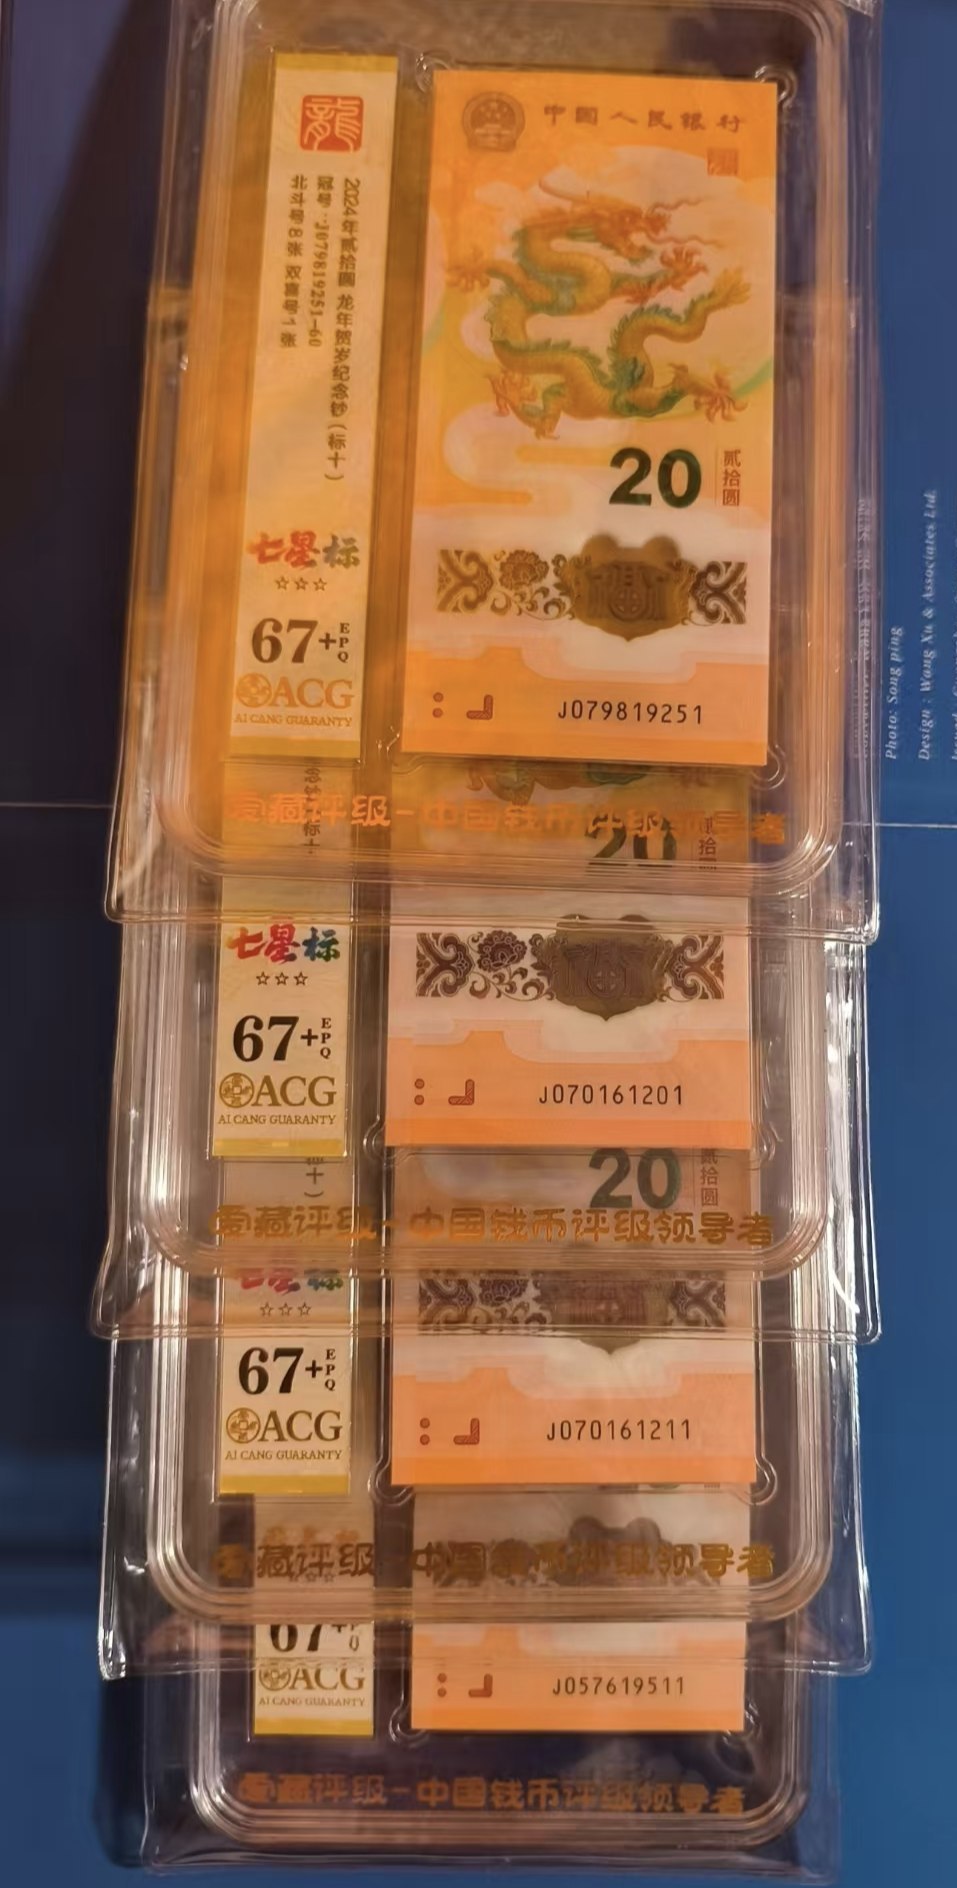 龍
2024年贰拾圆 龙年贺岁纪念钞（标十）
冠号：J079819251-60
北斗号8张 双喜号1张
七星标
☆☆☆
67+EPQ
ACG
AI CANG GUARANTY
中国人民银行
20
贰拾圆
J079819251
爱藏评级-中国钱币评级领导者
20
七星标
☆☆☆
67+EPQ
ACG
AI CANG GUARANTY
J070161201
20
贰拾圆
爱藏评级-中国钱币评级领导者
七星标
☆☆☆
67+EPQ
ACG
AI CANG GUARANTY
J070161211
爱藏评级-中国钱币评级领导者
67+
ACG
AI CANG GUARANTY
J057619511
爱藏评级-中国钱币评级领导者
Photo: Song ping
Design : Wang Xu & Associates Ltd.